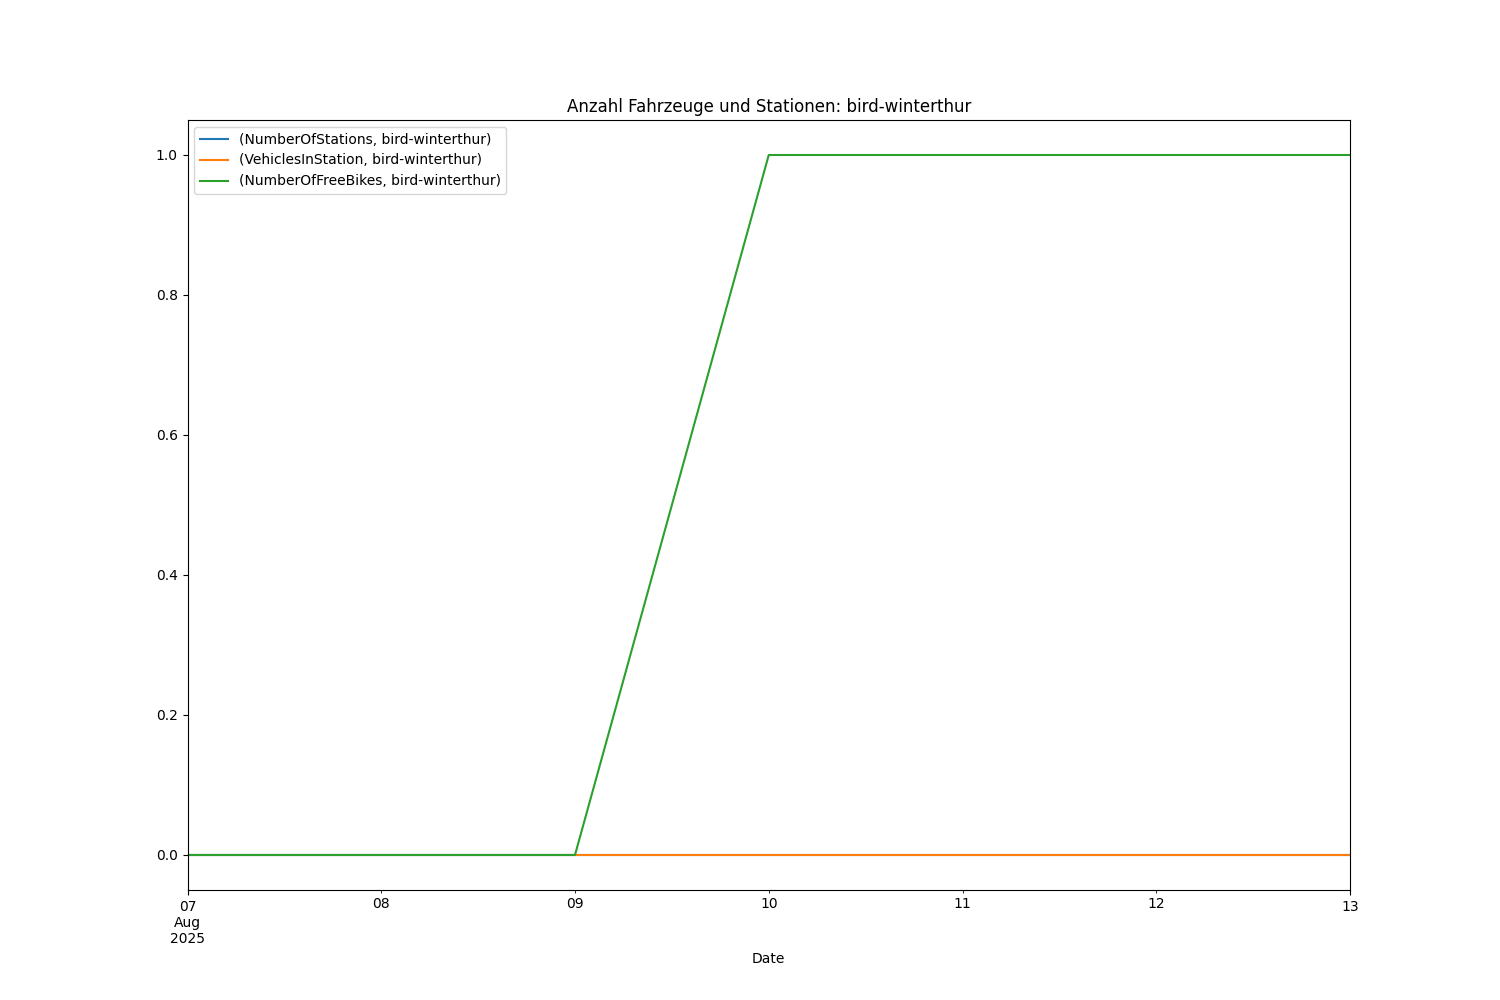 Anzahl Fahrzeuge und Stationen: bird-winterthur
(NumberOfStations, bird-winterthur)
(VehiclesInStation, bird-winterthur)
(NumberOfFreeBikes, bird-winterthur)
1.0
0.8
0.6
0.4
0.2
0.0
07 08 09 10 11 12 13
Aug
2025
Date